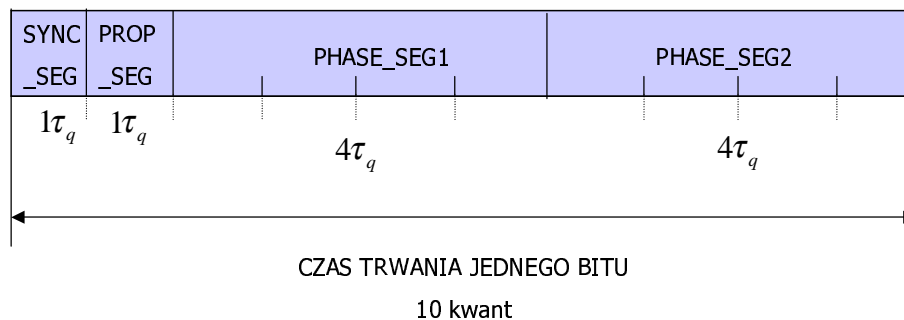 SYNC
_SEG
PROP
_SEG
PHASE_SEG1
PHASE_SEG2
1τq
1τq
4τq
4τq
CZAS TRWANIA JEDNEGO BITU
10 kwant